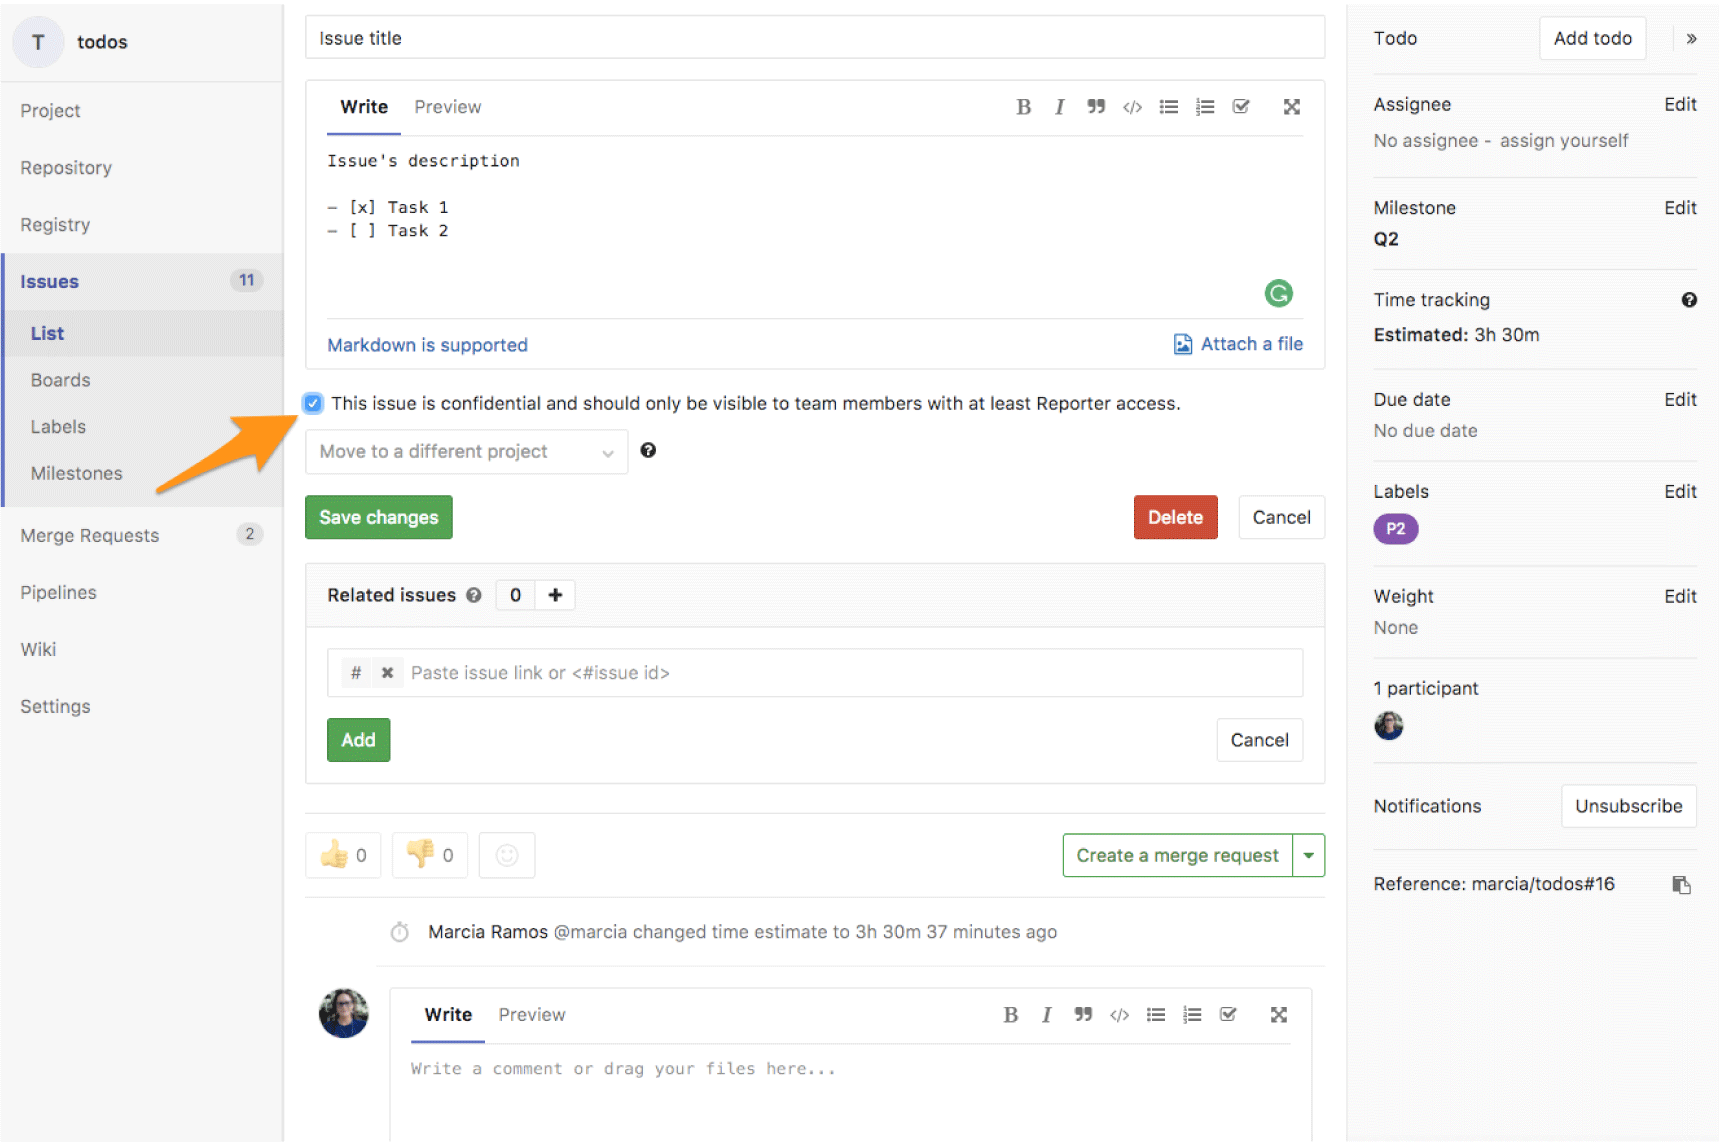 T todos
Project
Repository
Registry
Issues 11
List
Boards
Labels
Milestones
Merge Requests 2
Pipelines
Wiki
Settings
Issue title
Write Preview
Issue's description
- [x] Task 1
- [ ] Task 2
Markdown is supported
Attach a file
This issue is confidential and should only be visible to team members with at least Reporter access.
Move to a different project
Save changes
Delete
Cancel
Related issues 0 +
# Paste issue link or <#issue id>
Add
Cancel
0
0
Create a merge request
Marcia Ramos @marcia changed time estimate to 3h 30m 37 minutes ago
Write Preview
Write a comment or drag your files here...
Todo
Add todo »
Assignee Edit
No assignee - assign yourself
Milestone Edit
Q2
Time tracking
Estimated: 3h 30m
Due date Edit
No due date
Labels Edit
P2
Weight Edit
None
1 participant
Notifications
Unsubscribe
Reference: marcia/todos#16